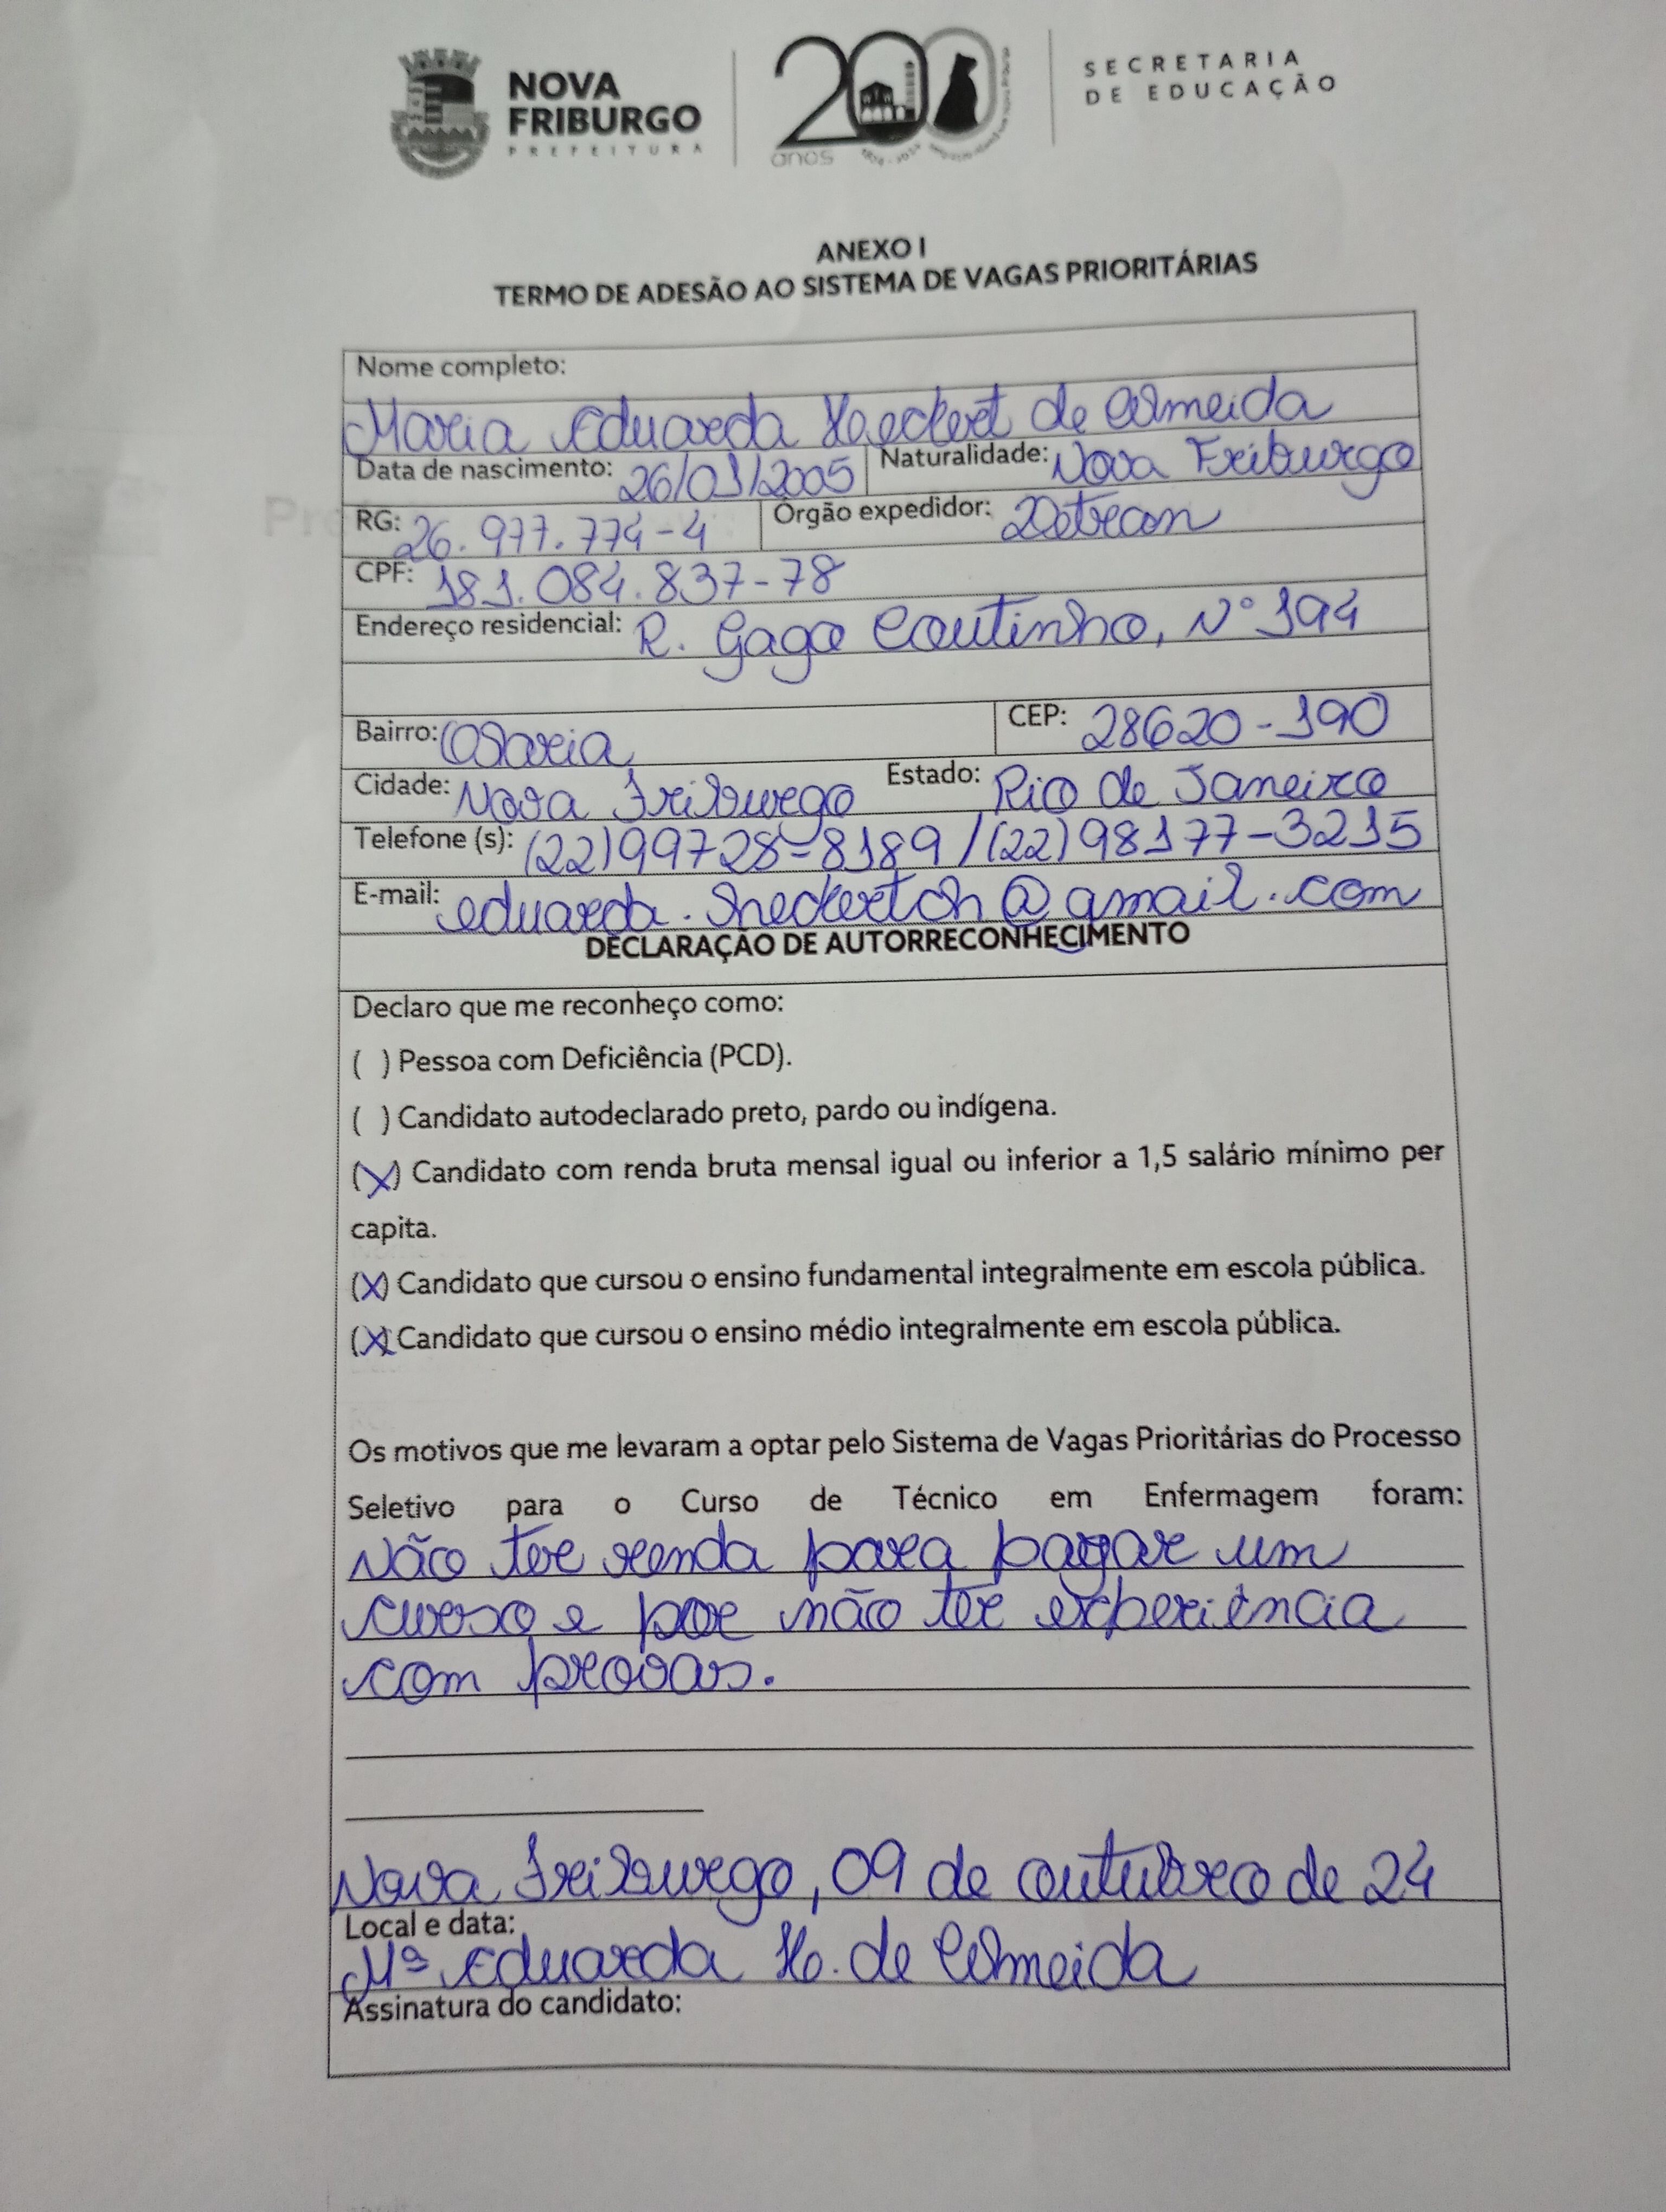 NOVA
FRIBURGO
PREFEITURA
200
anos
SECRETARIA
DE EDUCAÇÃO
ANEXO I
TERMO DE ADESÃO AO SISTEMA DE VAGAS PRIORITÁRIAS
Nome completo:
Maria Eduarda Heckert de Almeida
Data de nascimento: 26/01/2005 Naturalidade: Nova Friburgo
RG: 26.977.774-4 Órgão expedidor: Detran
CPF: 181.084.837-78
Endereço residencial: R. Gago Coutinho, Nº 194
Bairro: Olaria CEP: 28620-190
Cidade: Nova Friburgo Estado: Rio de Janeiro
Telefone (s): (22)99728-8189 / (22)98177-3215
E-mail: eduarda.heckertoh@gmail.com
DECLARAÇÃO DE AUTORRECONHECIMENTO
Declaro que me reconheço como:
( ) Pessoa com Deficiência (PCD).
( ) Candidato autodeclarado preto, pardo ou indígena.
(X) Candidato com renda bruta mensal igual ou inferior a 1,5 salário mínimo per
capita.
(X) Candidato que cursou o ensino fundamental integralmente em escola pública.
(X) Candidato que cursou o ensino médio integralmente em escola pública.
Os motivos que me levaram a optar pelo Sistema de Vagas Prioritárias do Processo
Seletivo para o Curso de Técnico em Enfermagem foram:
Não ter renda para pagar um
curso e por não ter experiência
com provas.
Nova Friburgo, 09 de outubro de 24
Local e data:
Mª Eduarda H. de Almeida
Assinatura do candidato: